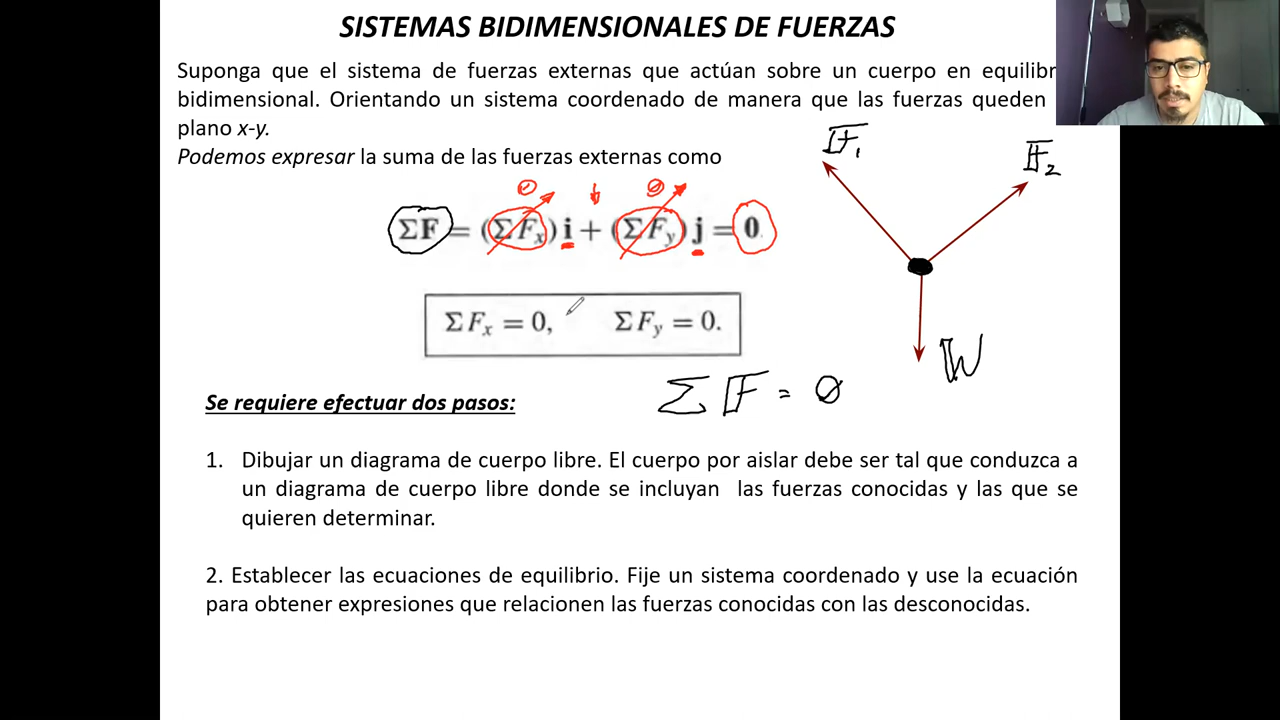 SISTEMAS BIDIMENSIONALES DE FUERZAS
Suponga que el sistema de fuerzas externas que actúan sobre un cuerpo en equilibr
bidimensional. Orientando un sistema coordenado de manera que las fuerzas queden
plano x-y.
Podemos expresar la suma de las fuerzas externas como
F₁
F₂
0 0
ΣF = (ΣFₓ) i + (ΣF_y) j = 0.
ΣFₓ = 0, ΣF_y = 0.
W
ΣF = 0
Se requiere efectuar dos pasos:
1. Dibujar un diagrama de cuerpo libre. El cuerpo por aislar debe ser tal que conduzca a
un diagrama de cuerpo libre donde se incluyan las fuerzas conocidas y las que se
quieren determinar.
2. Establecer las ecuaciones de equilibrio. Fije un sistema coordenado y use la ecuación
para obtener expresiones que relacionen las fuerzas conocidas con las desconocidas.